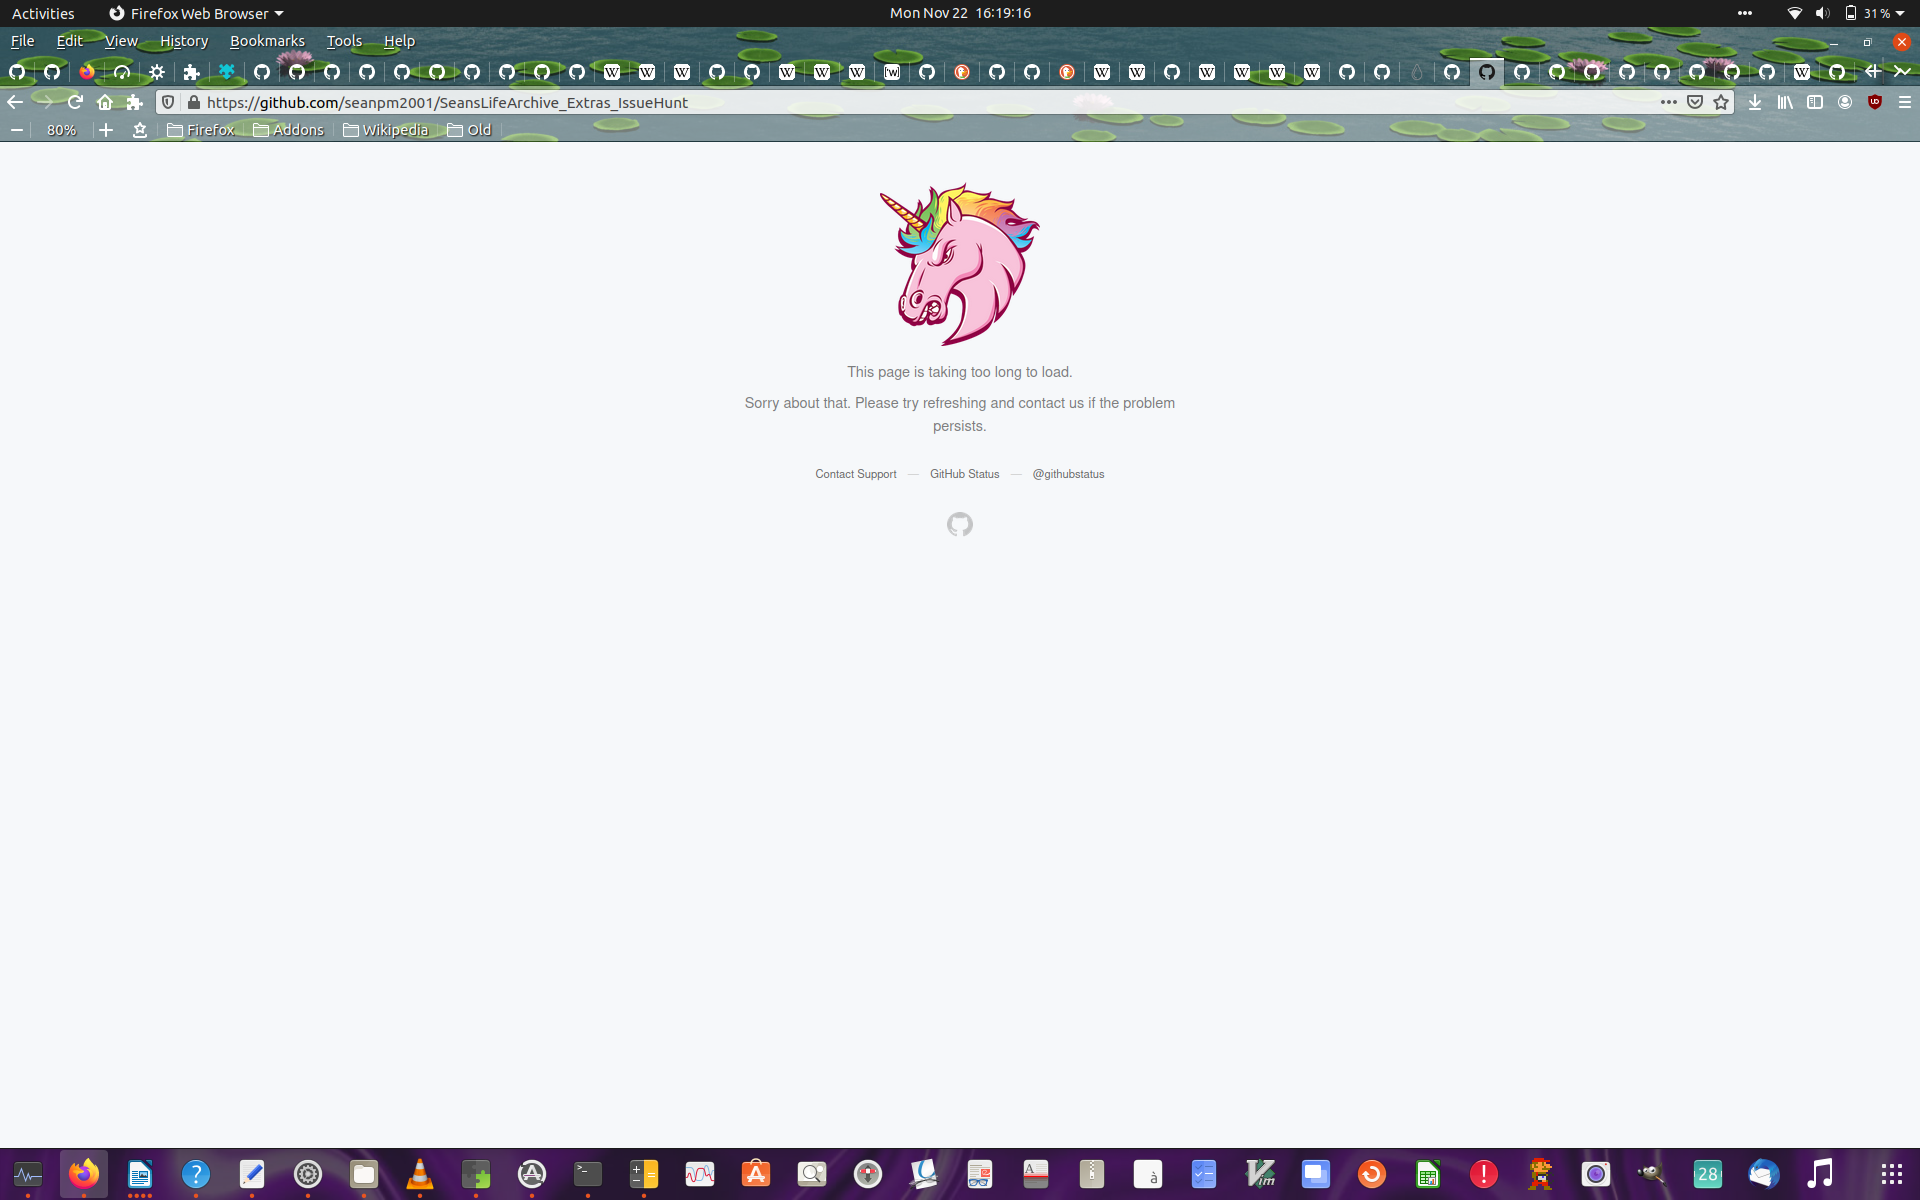 Activities Firefox Web Browser Mon Nov 22 16:19:16 31%
File Edit View History Bookmarks Tools Help
https://github.com/seanpm2001/SeansLifeArchive_Extras_IssueHunt
80% Firefox Addons Wikipedia Old
This page is taking too long to load.
Sorry about that. Please try refreshing and contact us if the problem
persists.
Contact Support — GitHub Status — @githubstatus
28